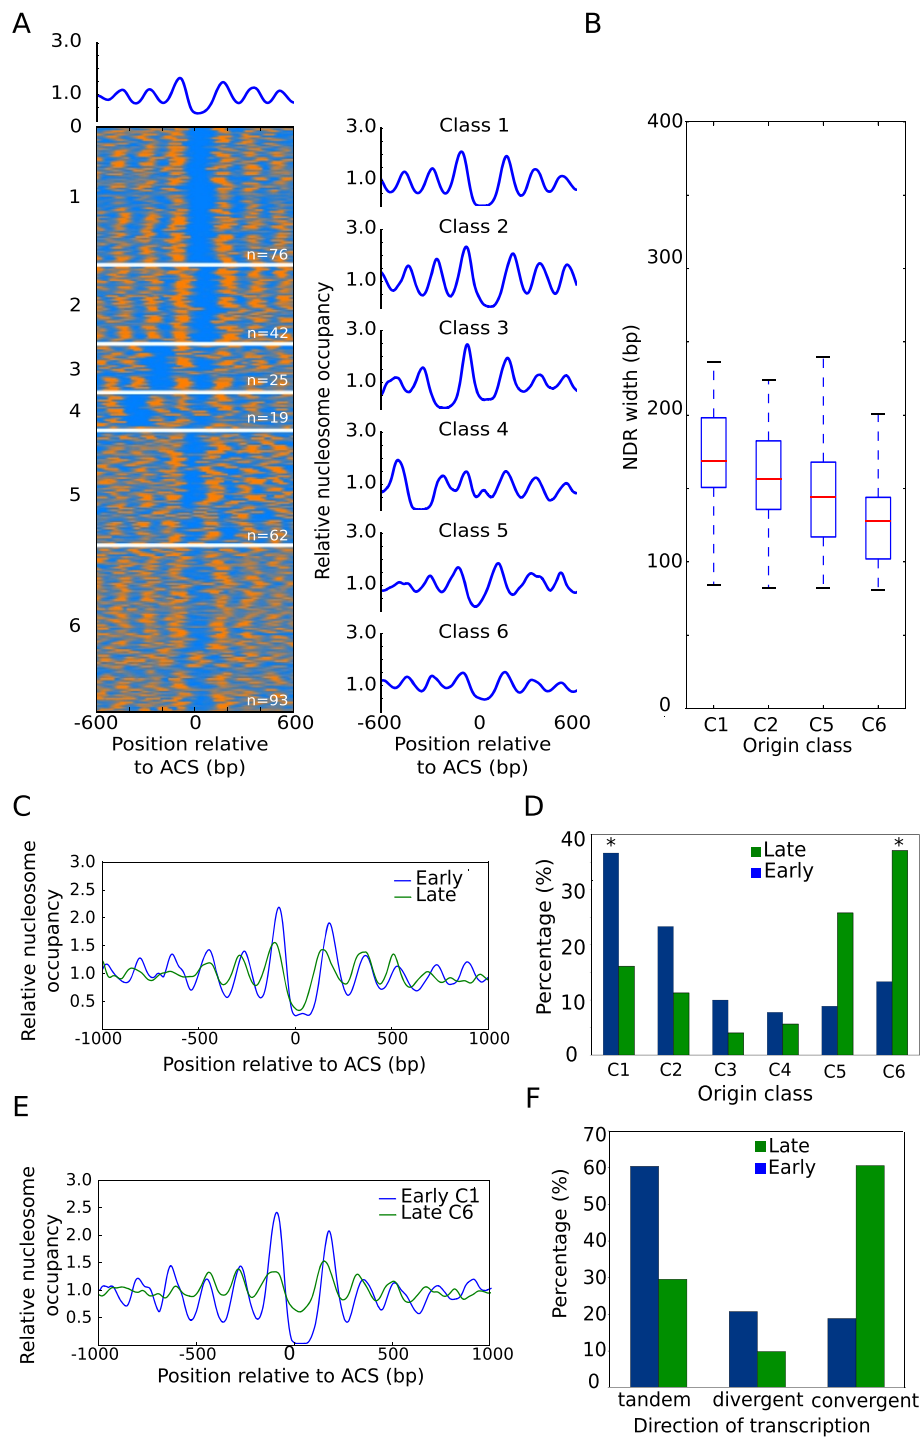 A
B
3.0
1.0
0
1
n=76
2
n=42
3
n=25
4
n=19
5
n=62
6
n=93
-600
0
600
Position relative
to ACS (bp)
Relative nucleosome occupancy
3.0
Class 1
1.0
3.0
Class 2
1.0
3.0
Class 3
1.0
3.0
Class 4
1.0
3.0
Class 5
1.0
3.0
Class 6
1.0
-600
0
600
Position relative
to ACS (bp)
NDR width (bp)
400
300
200
100
0
C1
C2
C5
C6
Origin class
C
Relative nucleosome
occupancy
3.0
2.5
2.0
1.5
1.0
0.5
Early
Late
-1000
-500
0
500
1000
Position relative to ACS (bp)
D
Percentage (%)
40
30
20
10
0
*
*
Late
Early
C1
C2
C3
C4
C5
C6
Origin class
E
Relative nucleosome
occupancy
3.0
2.5
2.0
1.5
1.0
0.5
Early C1
Late C6
-1000
-500
0
500
1000
Position relative to ACS (bp)
F
Percentage (%)
70
60
50
40
30
20
10
0
Late
Early
tandem
divergent
convergent
Direction of transcription